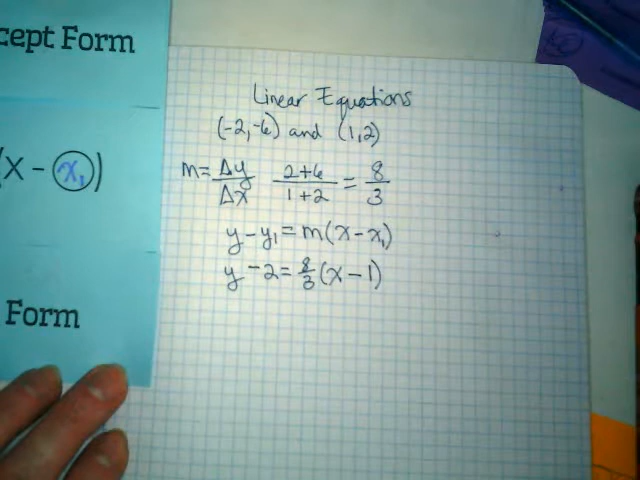 cept Form
(x - x₁)
Form
Linear Equations
(-2,-6) and (1,2)
m = Δy/Δx (2+6)/(1+2) = 8/3
y - y₁ = m(x - x₁)
y - 2 = 8/3 (x - 1)